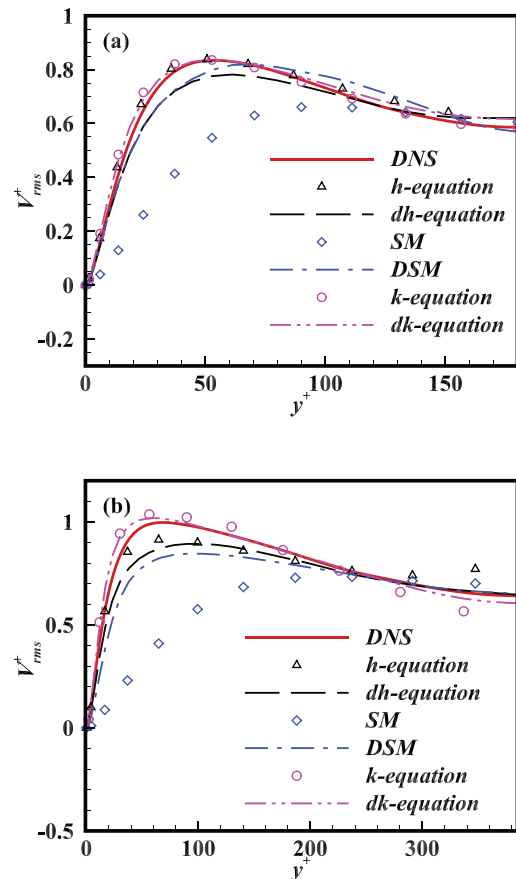 1
(a)
0.8
0.6
V⁺rms
0.4
DNS
h-equation
0.2
dh-equation
SM
0
DSM
k-equation
-0.2
dk-equation
0
50
100
150
y⁺
(b)
1
V⁺rms
0.5
DNS
h-equation
dh-equation
0
SM
DSM
k-equation
dk-equation
-0.5
0
100
200
300
y⁺